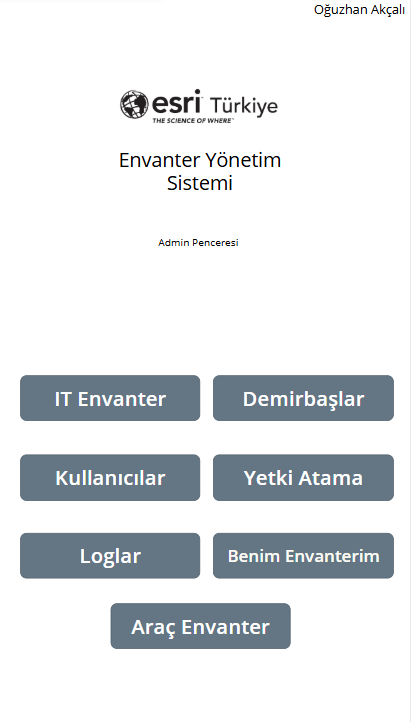 Oğuzhan Akçalı
esri Türkiye
THE SCIENCE OF WHERE™
Envanter Yönetim
Sistemi
Admin Penceresi
IT Envanter
Demirbaşlar
Kullanıcılar
Yetki Atama
Loglar
Benim Envanterim
Araç Envanter